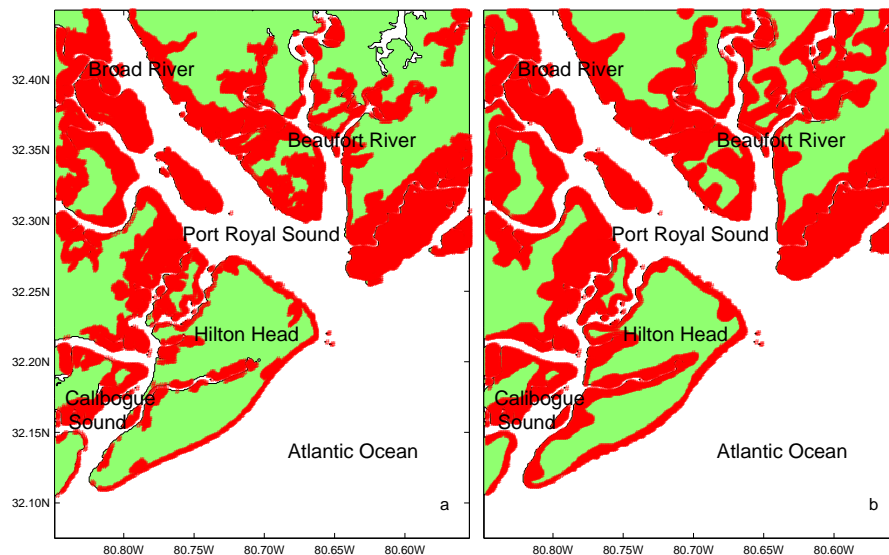 Broad River
Broad River
32.40N
Beaufort River
Beaufort River
32.35N
32.30N
Port Royal Sound
Port Royal Sound
32.25N
Hilton Head
Hilton Head
32.20N
Calibogue
Sound
Calibogue
Sound
32.15N
Atlantic Ocean
Atlantic Ocean
32.10N
a
b
80.80W 80.75W 80.70W 80.65W 80.60W
80.80W 80.75W 80.70W 80.65W 80.60W